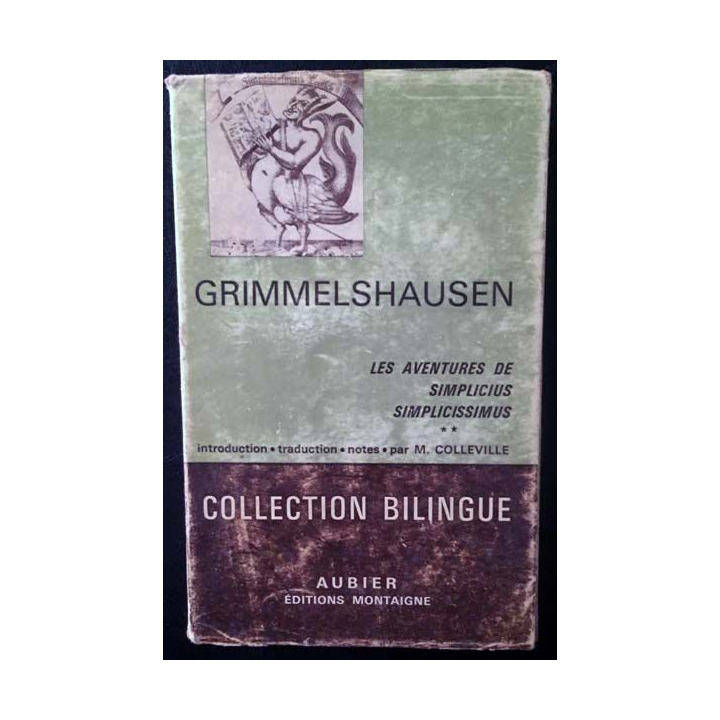 GRIMMELSHAUSEN
LES AVENTURES DE
SIMPLICIUS
SIMPLICISSIMUS
**
introduction • traduction • notes • par M. COLLEVILLE
COLLECTION BILINGUE
AUBIER
ÉDITIONS MONTAIGNE